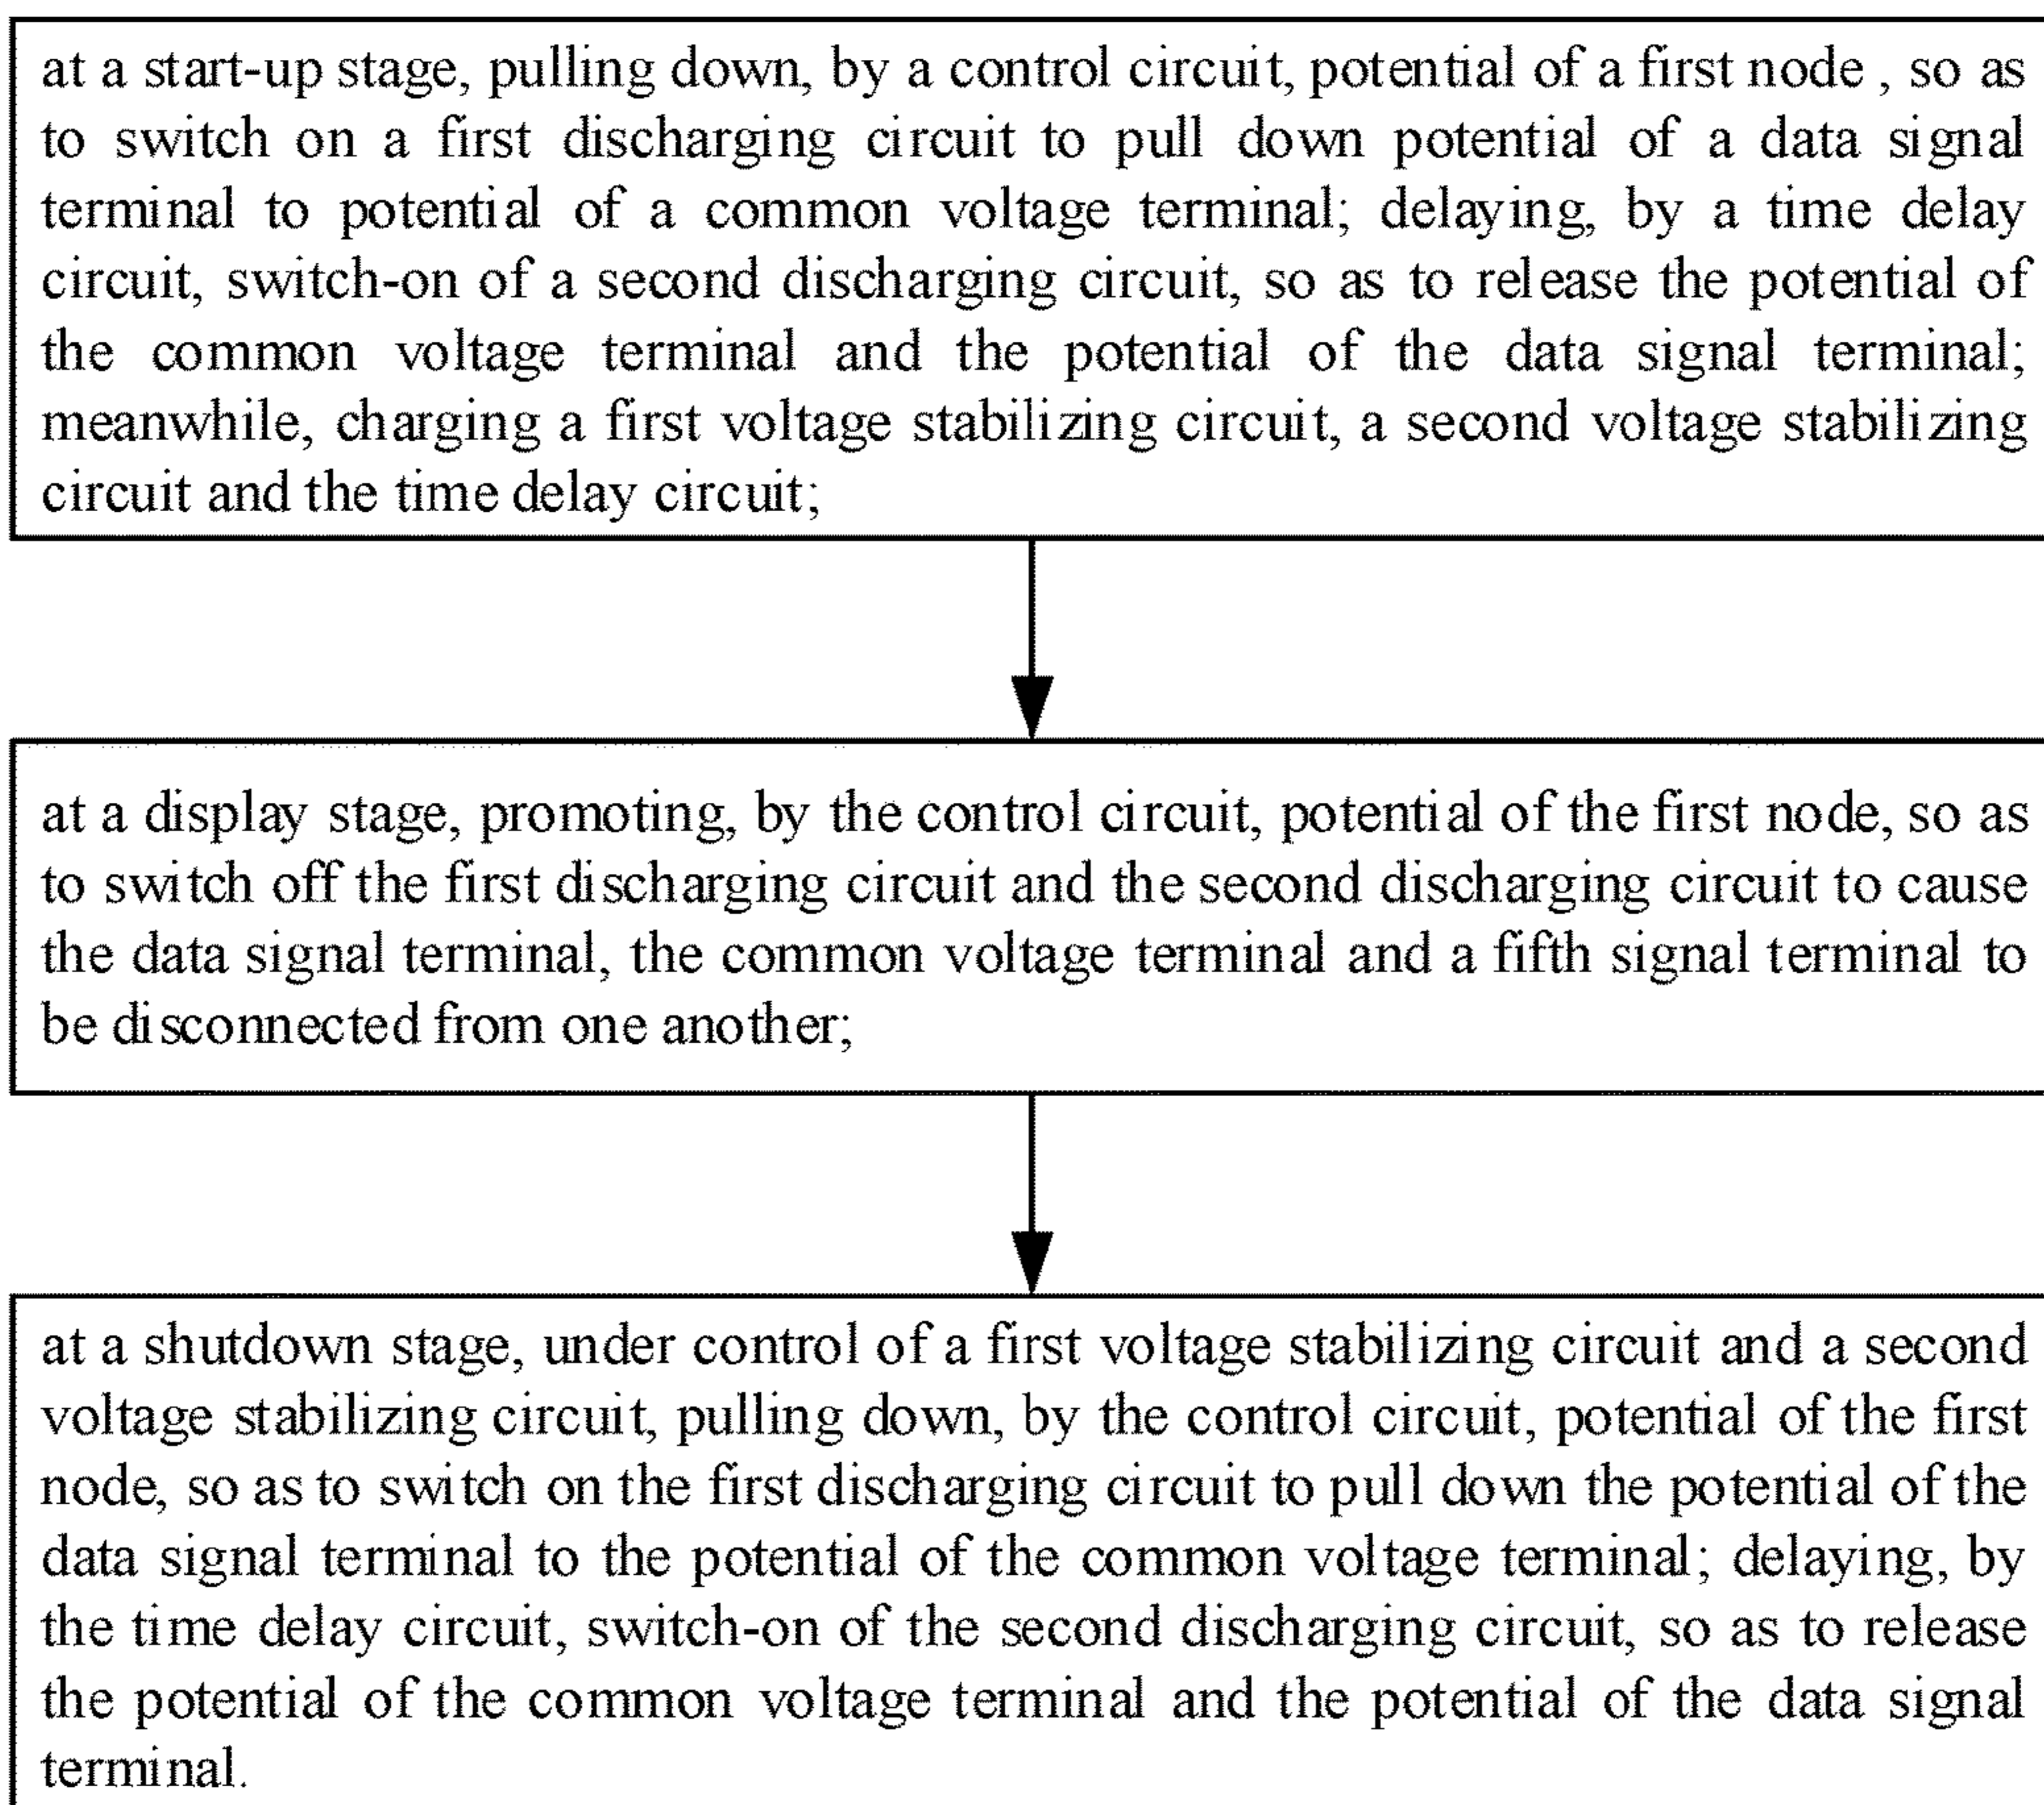 at a start-up stage, pulling down, by a control circuit, potential of a first node , so as
to switch on a first discharging circuit to pull down potential of a data signal
terminal to potential of a common voltage terminal; delaying, by a time delay
circuit, switch-on of a second discharging circuit, so as to release the potential of
the common voltage terminal and the potential of the data signal terminal;
meanwhile, charging a first voltage stabilizing circuit, a second voltage stabilizing
circuit and the time delay circuit;
at a display stage, promoting, by the control circuit, potential of the first node, so as
to switch off the first discharging circuit and the second discharging circuit to cause
the data signal terminal, the common voltage terminal and a fifth signal terminal to
be disconnected from one another;
at a shutdown stage, under control of a first voltage stabilizing circuit and a second
voltage stabilizing circuit, pulling down, by the control circuit, potential of the first
node, so as to switch on the first discharging circuit to pull down the potential of the
data signal terminal to the potential of the common voltage terminal; delaying, by
the time delay circuit, switch-on of the second discharging circuit, so as to release
the potential of the common voltage terminal and the potential of the data signal
terminal.